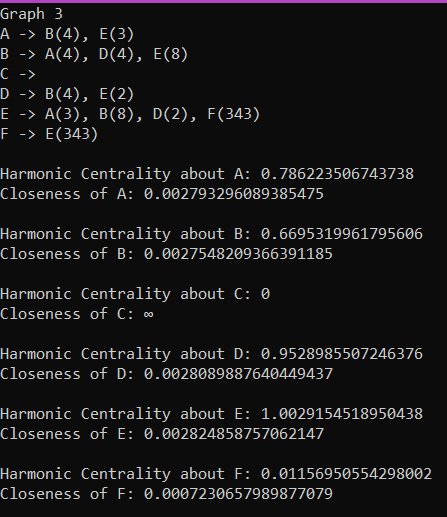 Graph 3
A -> B(4), E(3)
B -> A(4), D(4), E(8)
C ->
D -> B(4), E(2)
E -> A(3), B(8), D(2), F(343)
F -> E(343)
Harmonic Centrality about A: 0.786223506743738
Closeness of A: 0.002793296089385475
Harmonic Centrality about B: 0.6695319961795606
Closeness of B: 0.0027548209366391185
Harmonic Centrality about C: 0
Closeness of C: ∞
Harmonic Centrality about D: 0.9528985507246376
Closeness of D: 0.0028089887640449437
Harmonic Centrality about E: 1.0029154518950438
Closeness of E: 0.002824858757062147
Harmonic Centrality about F: 0.01156950554298002
Closeness of F: 0.0007230657989877079